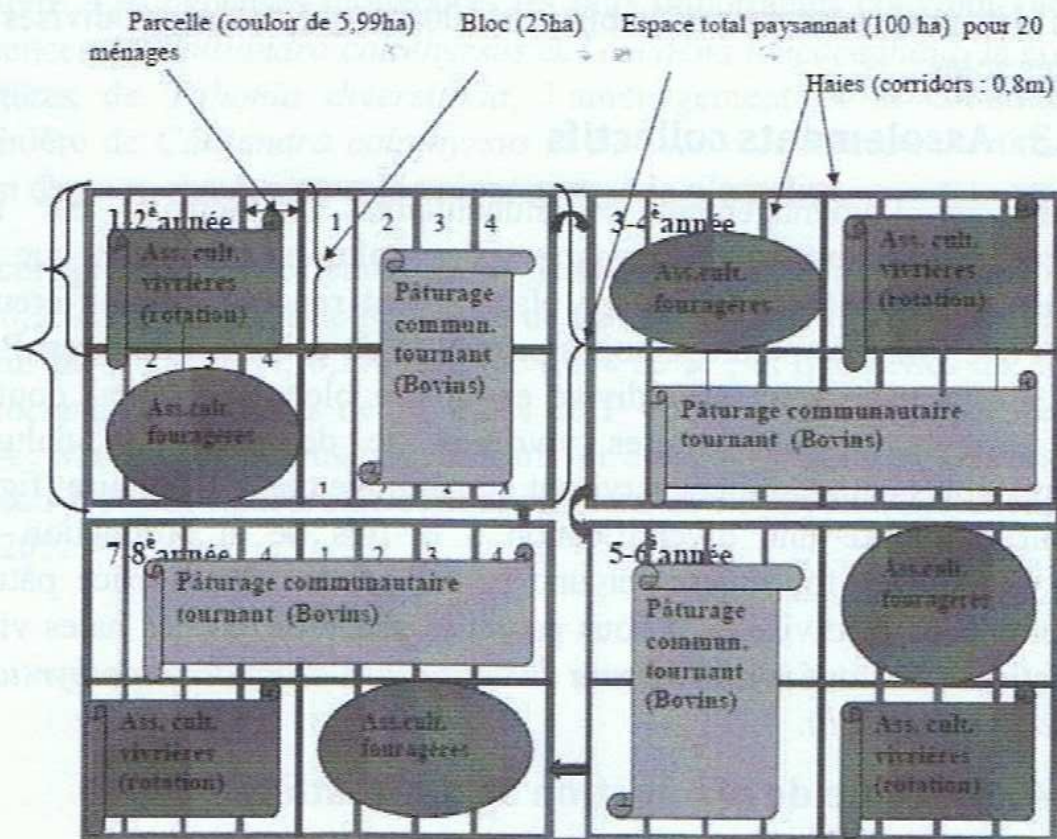 Parcelle (couloir de 5,99ha) Bloc (25ha) Espace total paysannat (100 ha) pour 20
ménages
Haies (corridors : 0,8m)
1-2è année 1 2 3 4
Ass. cult.
vivrières
(rotation)
Pâturage
commun.
tournant
(Bovins)
2 3 4
Ass.cult.
fouragères
1 2 3 4
3-4è année
Ass.cult.
fouragères
Ass. cult.
vivrières
(rotation)
Pâturage communautaire
tournant (Bovins)
7-8è année 4 1 2 3 4
Pâturage communautaire
tournant (Bovins)
Ass. cult.
vivrières
(rotation)
Ass.cult.
fouragères
5-6è année
Pâturage
commun.
tournant
(Bovins)
Ass.cult.
fouragères
Ass. cult.
vivrières
(rotation)